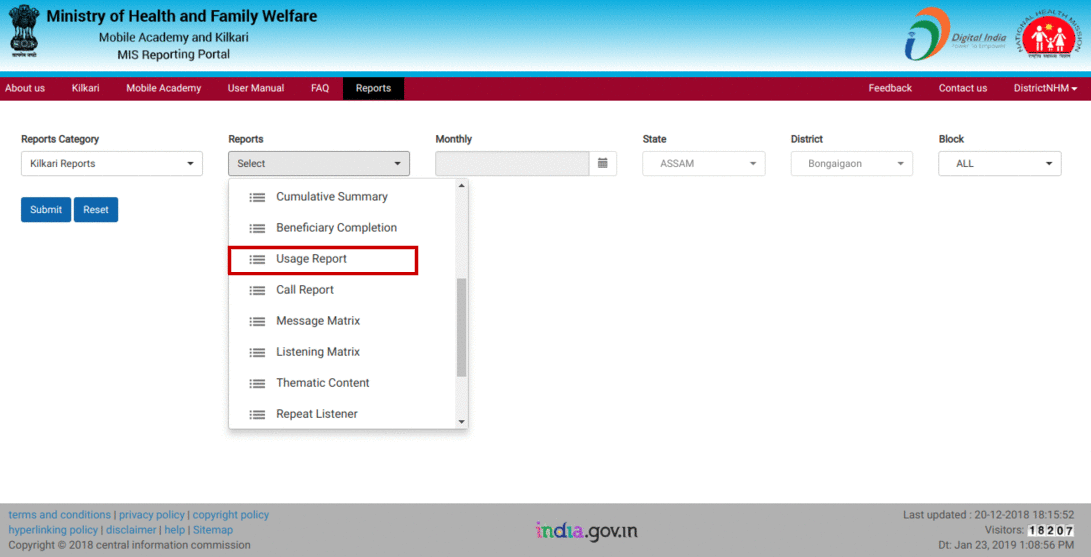 Ministry of Health and Family Welfare
Mobile Academy and Kilkari
MIS Reporting Portal
Digital India
Power To Empower
NATIONAL HEALTH MISSION
About us Kilkari Mobile Academy User Manual FAQ Reports Feedback Contact us DistrictNHM
Reports Category Reports Monthly State District Block
Kilkari Reports Select ASSAM Bongaigaon ALL
Submit Reset
Cumulative Summary
Beneficiary Completion
Usage Report
Call Report
Message Matrix
Listening Matrix
Thematic Content
Repeat Listener
terms and conditions | privacy policy | copyright policy
hyperlinking policy | disclaimer | help | Sitemap
Copyright © 2018 central information commission
india.gov.in
Last updated : 20-12-2018 18:15:52
Visitors: 18207
Dt: Jan 23, 2019 1:08:56 PM